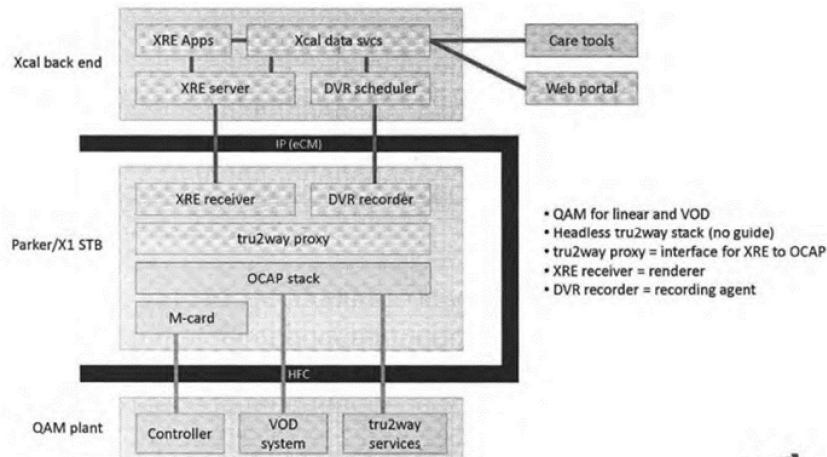 XRE Apps
Xcal data svcs
Care tools
Xcal back end
XRE server
DVR scheduler
Web portal
IP (eCM)
XRE receiver
DVR recorder
Parker/X1 STB
tru2way proxy
OCAP stack
M-card
• QAM for linear and VOD
• Headless tru2way stack (no guide)
• tru2way proxy = interface for XRE to OCAP
• XRE receiver = renderer
• DVR recorder = recording agent
HFC
QAM plant
Controller
VOD
system
tru2way
services